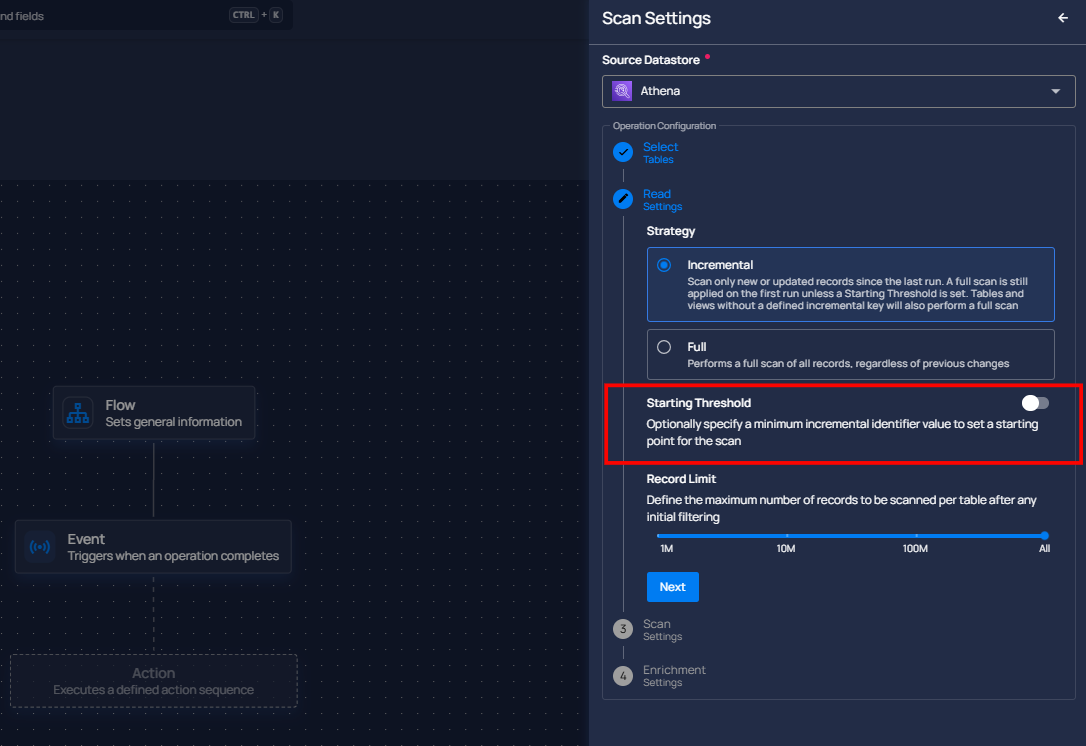 nd fields
CTRL + K
Flow
Sets general information
Event
Triggers when an operation completes
Action
Executes a defined action sequence
Scan Settings
Source Datastore
Athena
Operation Configuration
Select
Tables
Read
Settings
Strategy
Incremental
Scan only new or updated records since the last run. A full scan is still
applied on the first run unless a Starting Threshold is set. Tables and
views without a defined incremental key will also perform a full scan
Full
Performs a full scan of all records, regardless of previous changes
Starting Threshold
Optionally specify a minimum incremental identifier value to set a starting
point for the scan
Record Limit
Define the maximum number of records to be scanned per table after any
initial filtering
1M 10M 100M All
Next
3 Scan
Settings
4 Enrichment
Settings